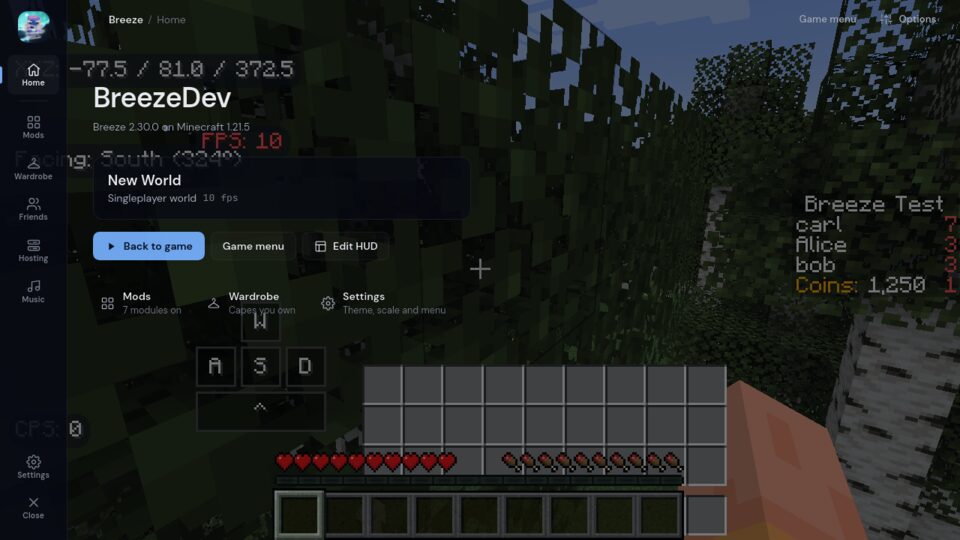 Breeze / Home
Game menu
Options
XYZ: -77.5 / 81.0 / 372.5
Home
BreezeDev
Breeze 2.30.0 on Minecraft 1.21.5
FPS: 10
Facing: South (324°)
Mods
Wardrobe
Friends
Hosting
Music
New World
Singleplayer world 10 fps
Back to game
Game menu
Edit HUD
Mods
7 modules on
Wardrobe
Capes you own
Settings
Theme, scale and menu
W
A S D
^
Breeze Test
carl 7
Alice 3
bob 3
Coins: 1,250 1
CPS: 0
Settings
Close